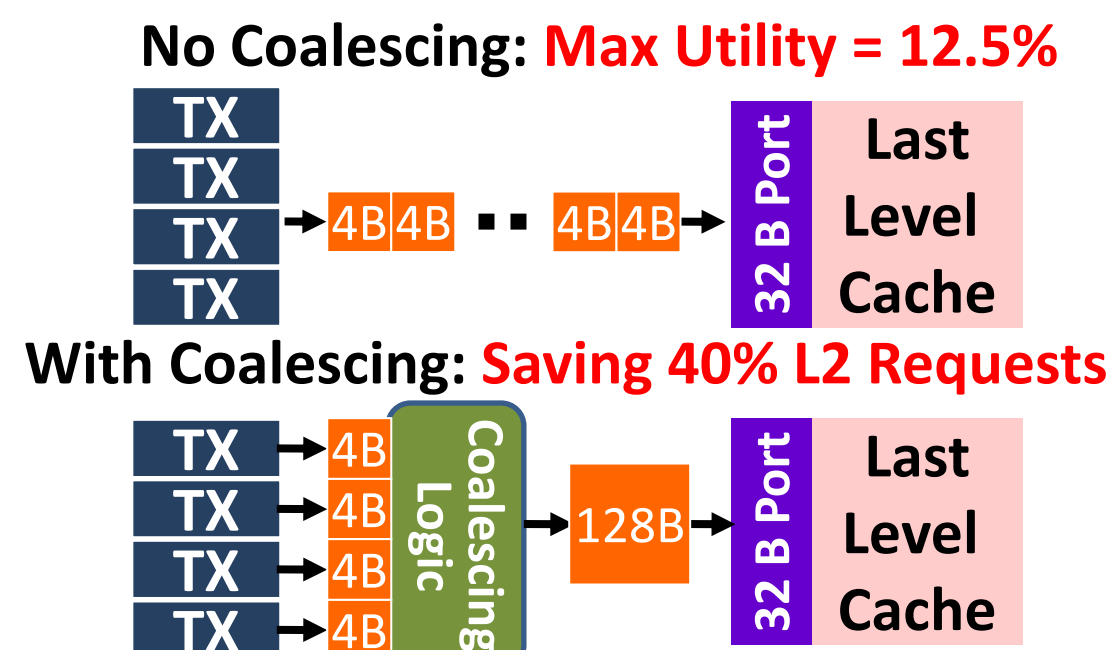 No Coalescing: Max Utility = 12.5%
TX
TX
TX
TX
4B 4B 4B 4B
32 B Port
Last
Level
Cache
With Coalescing: Saving 40% L2 Requests
TX
TX
TX
TX
4B
4B
4B
4B
Coalescing
Logic
128B
32 B Port
Last
Level
Cache